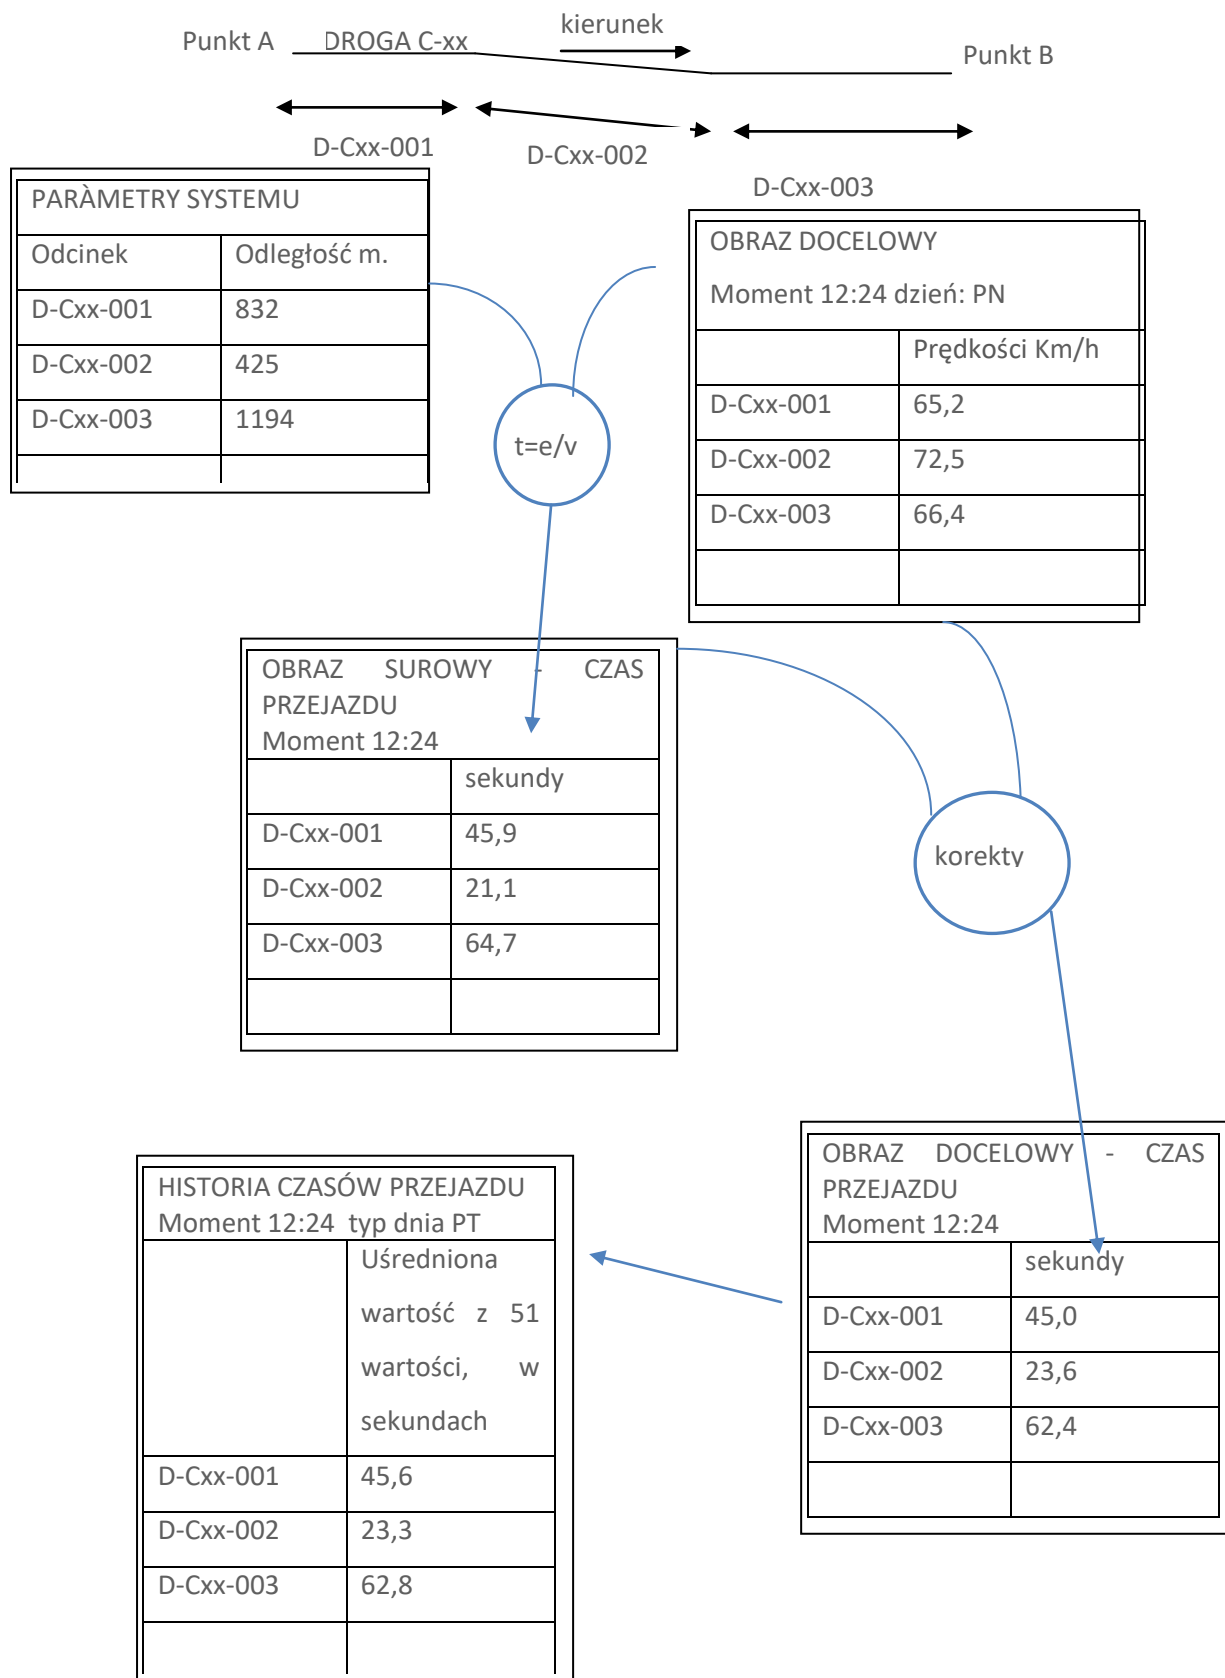 kierunek
Punkt A DROGA C-xx
Punkt B
D-Cxx-001
D-Cxx-002
D-Cxx-003
PARÀMETRY SYSTEMU
Odcinek Odległość m.
D-Cxx-001 832
D-Cxx-002 425
D-Cxx-003 1194
OBRAZ DOCELOWY
Moment 12:24 dzień: PN
Prędkości Km/h
D-Cxx-001 65,2
D-Cxx-002 72,5
D-Cxx-003 66,4
t=e/v
OBRAZ SUROWY - CZAS
PRZEJAZDU
Moment 12:24
sekundy
D-Cxx-001 45,9
D-Cxx-002 21,1
D-Cxx-003 64,7
korekty
OBRAZ DOCELOWY - CZAS
PRZEJAZDU
Moment 12:24
sekundy
D-Cxx-001 45,0
D-Cxx-002 23,6
D-Cxx-003 62,4
HISTORIA CZASÓW PRZEJAZDU
Moment 12:24 typ dnia PT
Uśredniona
wartość z 51
wartości, w
sekundach
D-Cxx-001 45,6
D-Cxx-002 23,3
D-Cxx-003 62,8